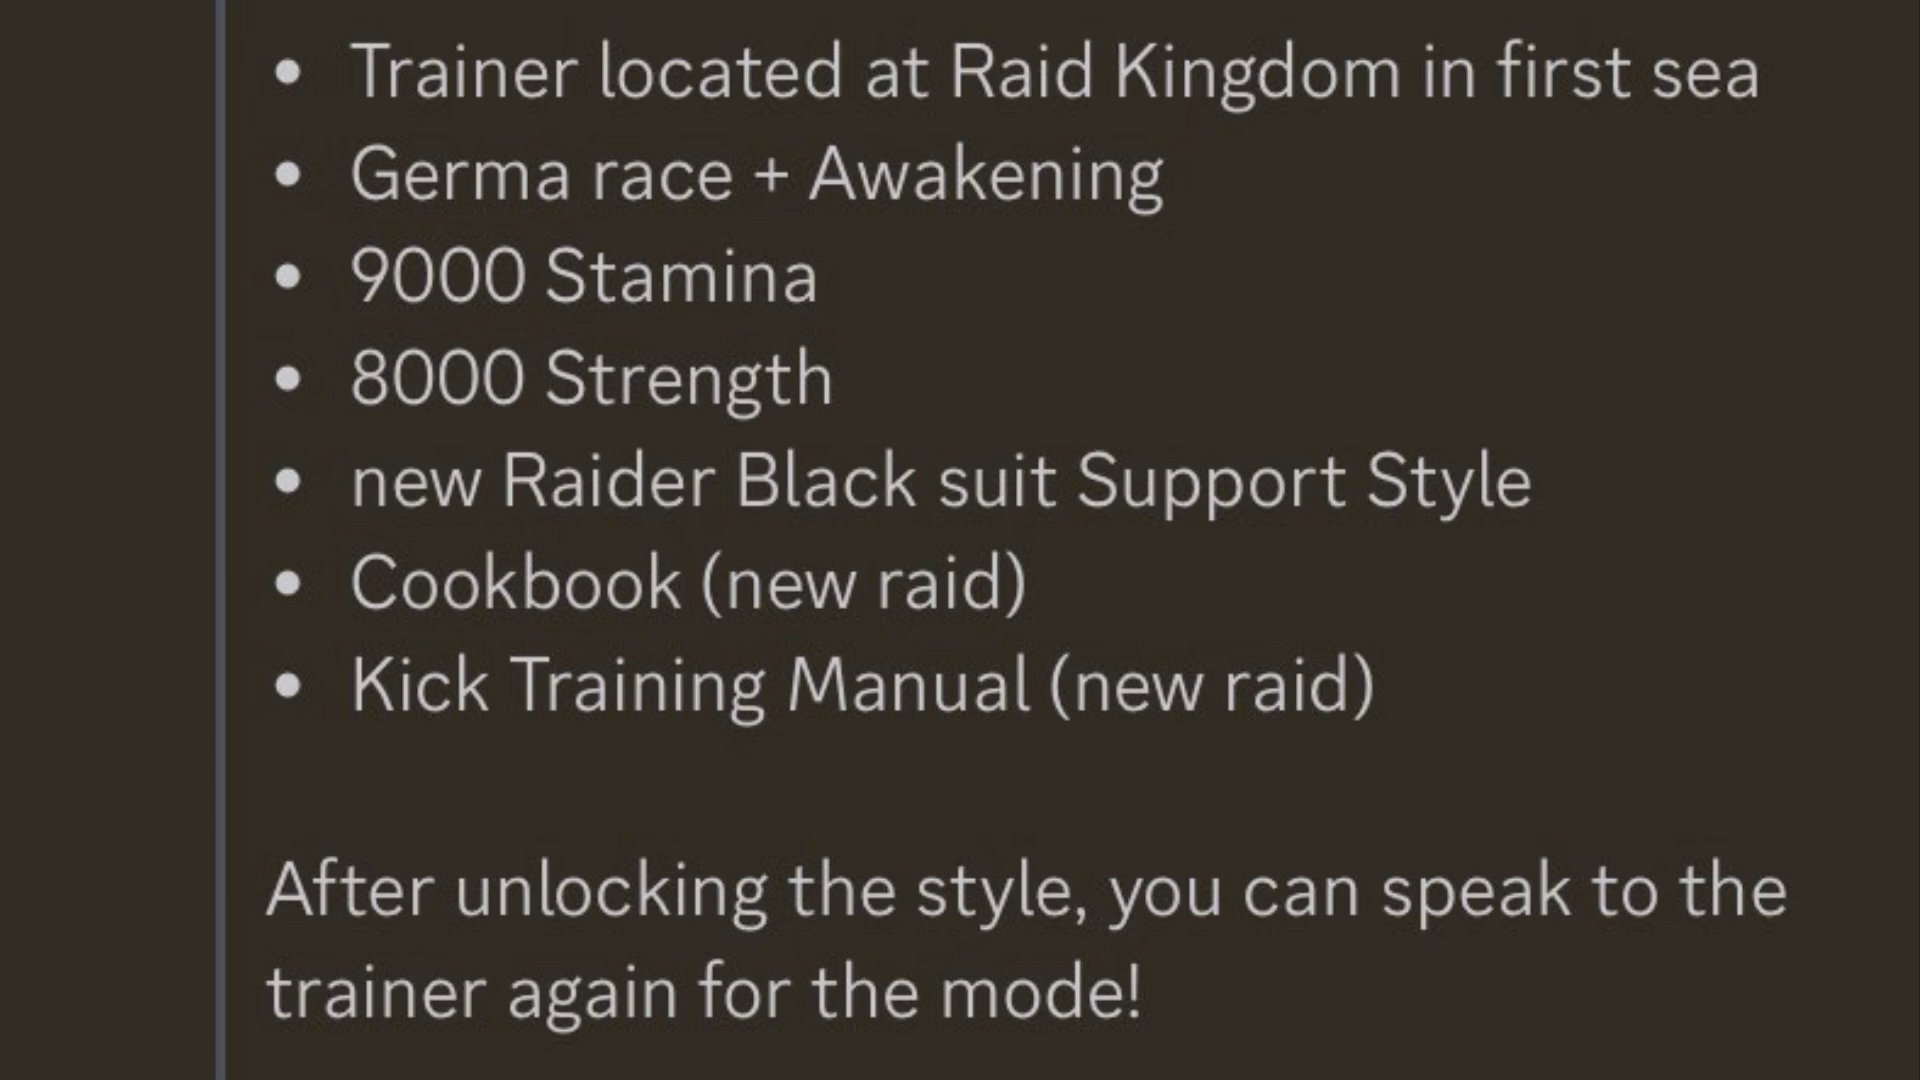 • Trainer located at Raid Kingdom in first sea
• Germa race + Awakening
• 9000 Stamina
• 8000 Strength
• new Raider Black suit Support Style
• Cookbook (new raid)
• Kick Training Manual (new raid)
After unlocking the style, you can speak to the
trainer again for the mode!